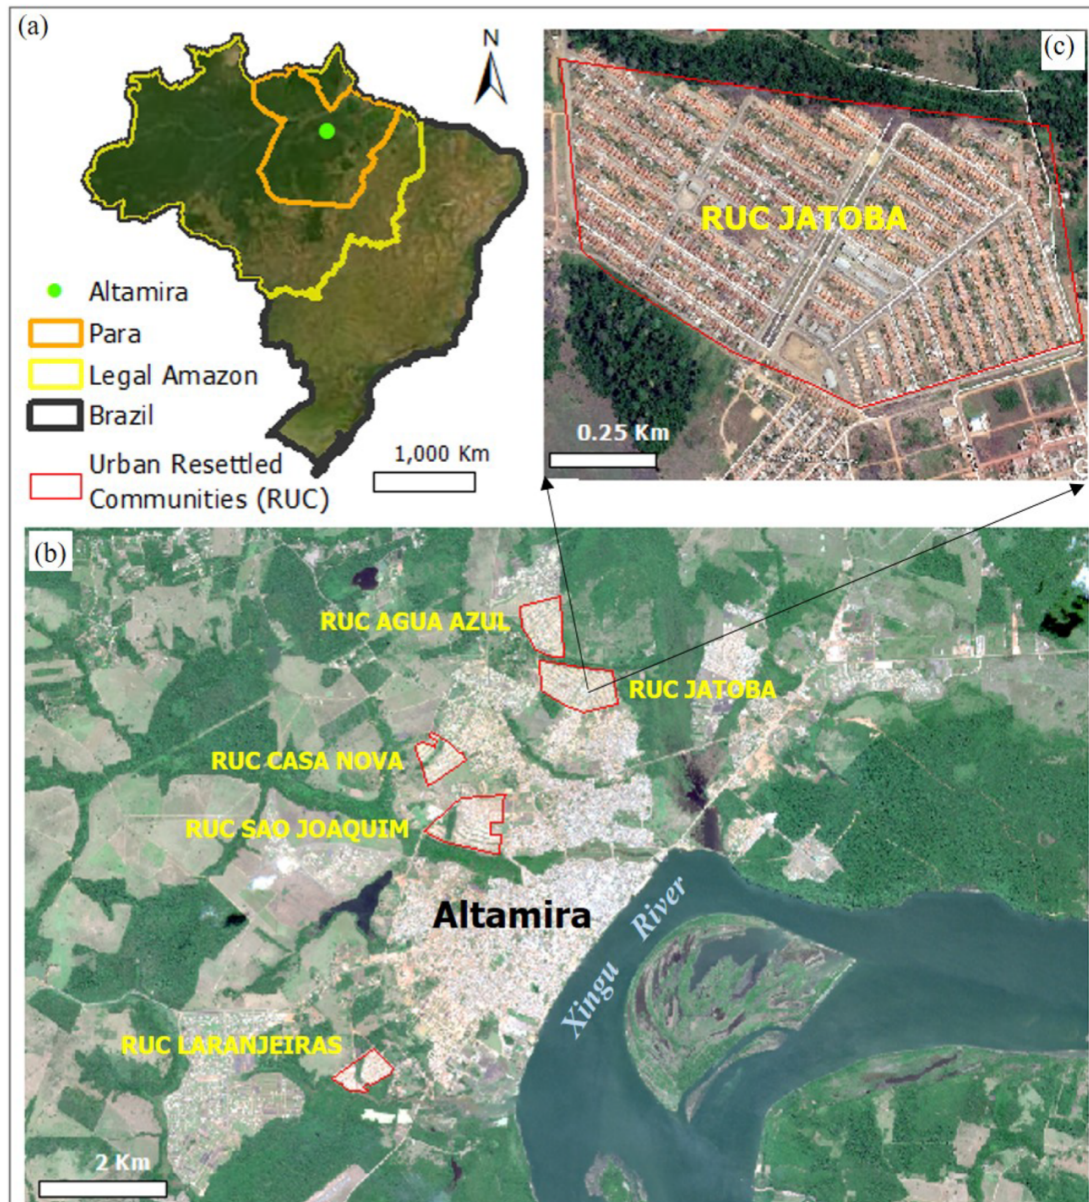 (a)
N
Altamira
Para
Legal Amazon
Brazil
Urban Resettled
Communities (RUC)
1,000 Km
(c)
RUC JATOBA
0.25 Km
(b)
RUC AGUA AZUL
RUC JATOBA
RUC CASA NOVA
RUC SAO JOAQUIM
Altamira
Xingu River
RUC LARANJEIRAS
2 Km